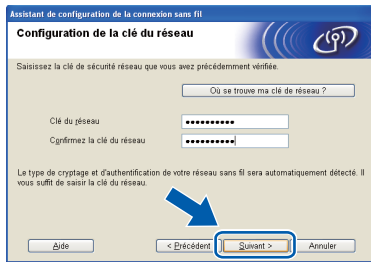 Assistant de configuration de la connexion sans fil
Configuration de la clé du réseau
Saisissez la clé de sécurité réseau que vous avez précédemment vérifiée.
Où se trouve ma clé de réseau ?
Clé du réseau
●●●●●●●●●●
Confirmez la clé du réseau
●●●●●●●●●●
Le type de cryptage et d'authentification de votre réseau sans fil sera automatiquement détecté. Il
vous suffit de saisir la clé du réseau.
Aide
< Précédent
Suivant >
Annuler